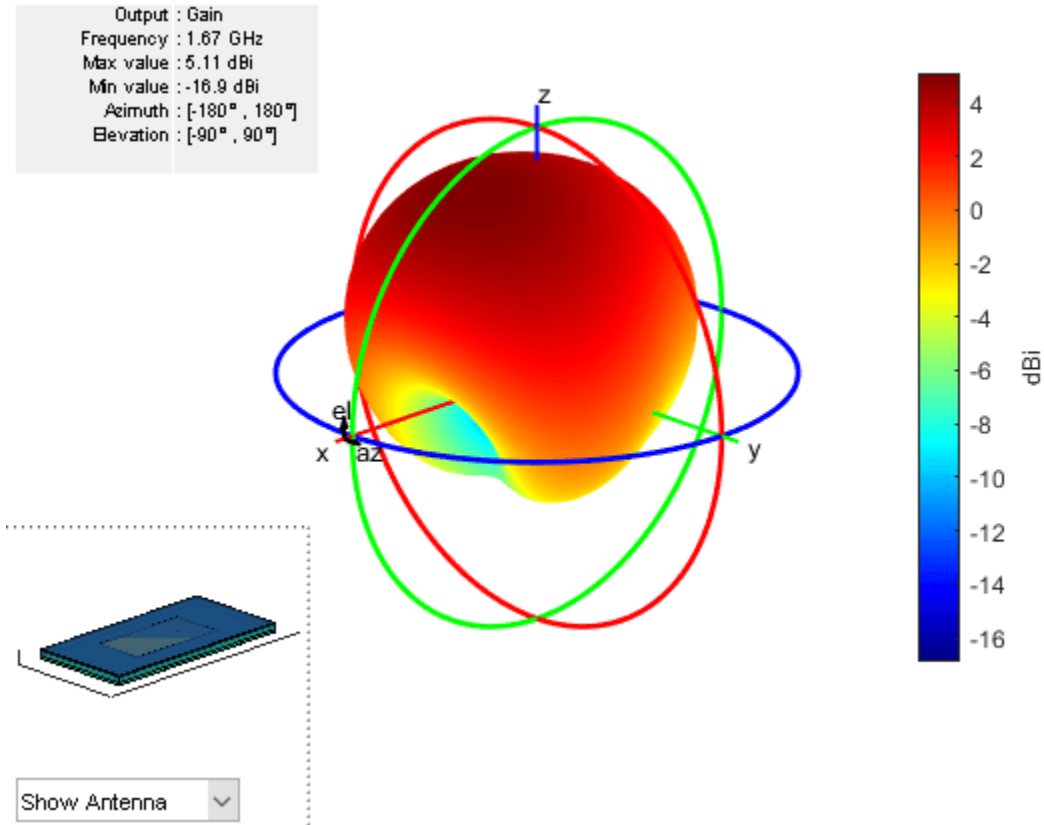 Output : Gain
Frequency : 1.67 GHz
Max value : 5.11 dBi
Min value : -16.9 dBi
Azimuth : [-180° , 180°]
Elevation : [-90° , 90°]
z
el
x
az
y
4
2
0
-2
-4
-6
-8
-10
-12
-14
-16
dBi
Show Antenna